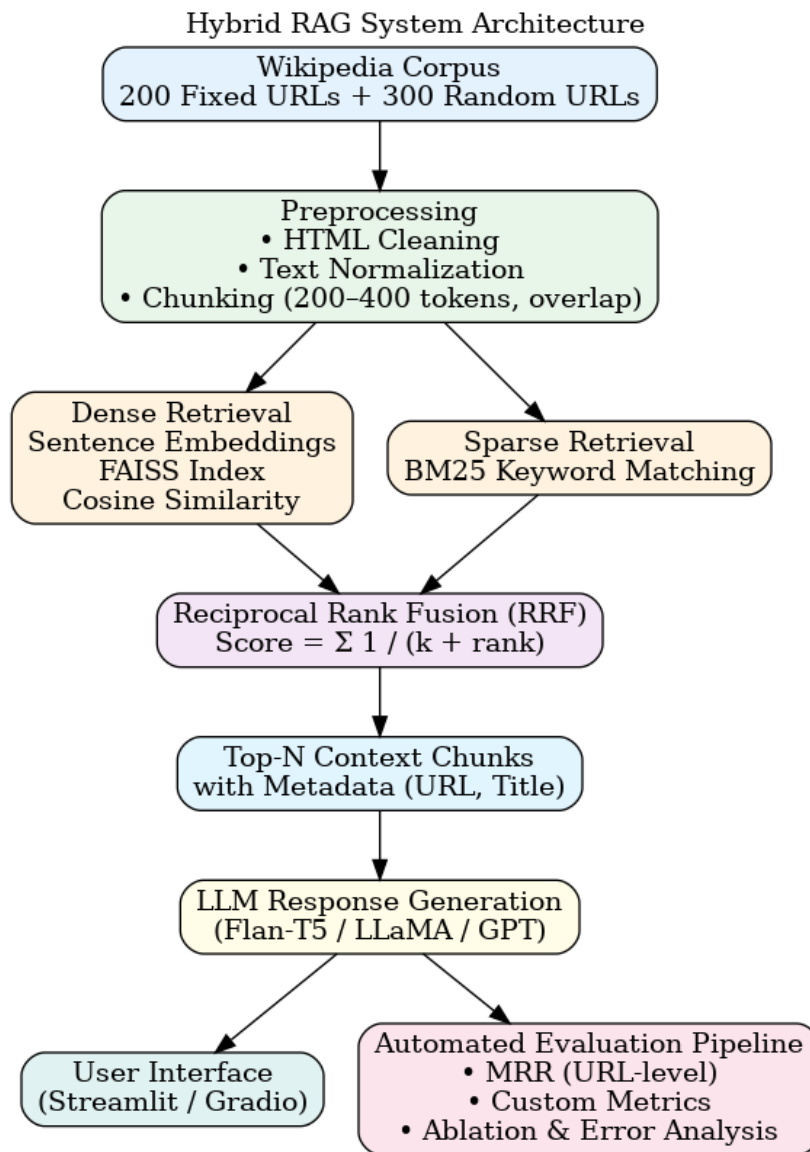 Hybrid RAG System Architecture
Wikipedia Corpus
200 Fixed URLs + 300 Random URLs
Preprocessing
• HTML Cleaning
• Text Normalization
• Chunking (200–400 tokens, overlap)
Dense Retrieval
Sentence Embeddings
FAISS Index
Cosine Similarity
Sparse Retrieval
BM25 Keyword Matching
Reciprocal Rank Fusion (RRF)
Score = Σ 1 / (k + rank)
Top-N Context Chunks
with Metadata (URL, Title)
LLM Response Generation
(Flan-T5 / LLaMA / GPT)
User Interface
(Streamlit / Gradio)
Automated Evaluation Pipeline
• MRR (URL-level)
• Custom Metrics
• Ablation & Error Analysis